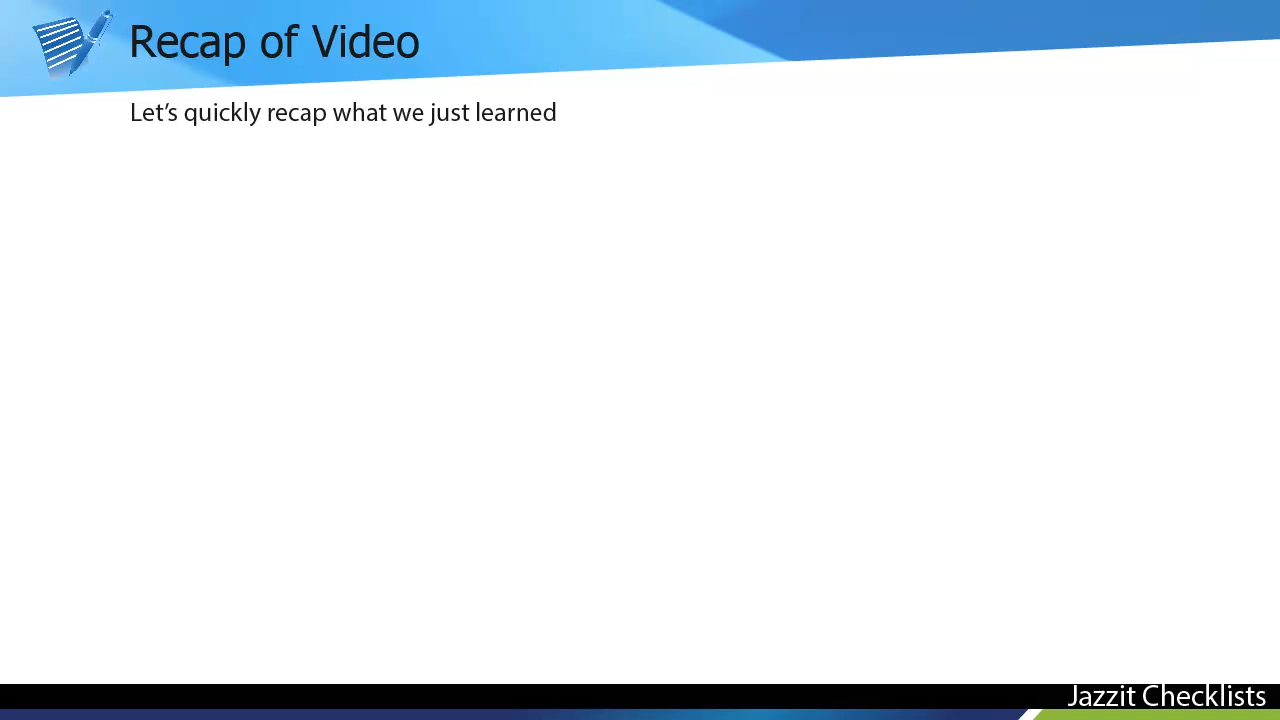 Recap of Video
Let’s quickly recap what we just learned
Jazzit Checklists